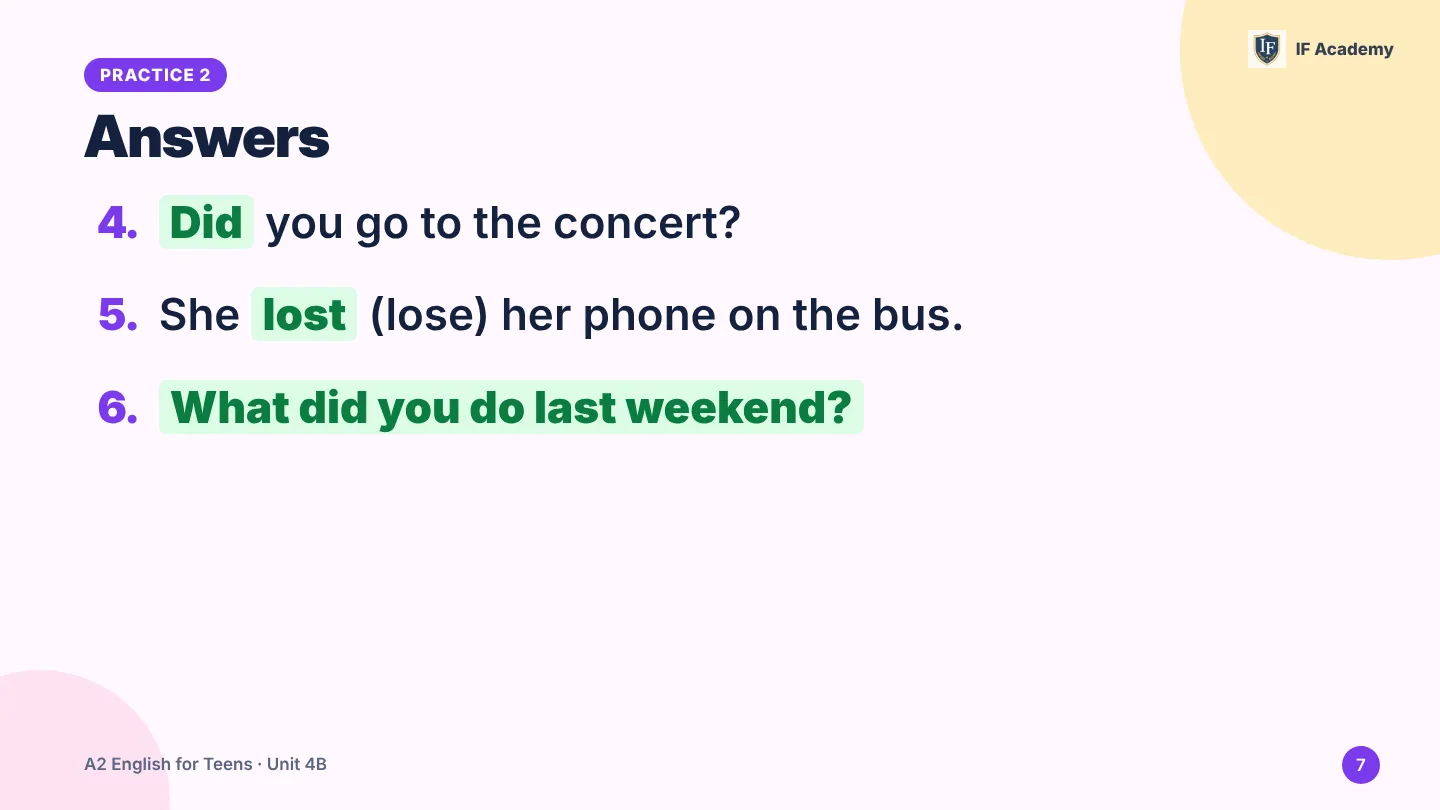 IF
IF Academy
PRACTICE 2
Answers
4. Did you go to the concert?
5. She lost (lose) her phone on the bus.
6. What did you do last weekend?
A2 English for Teens · Unit 4B
7